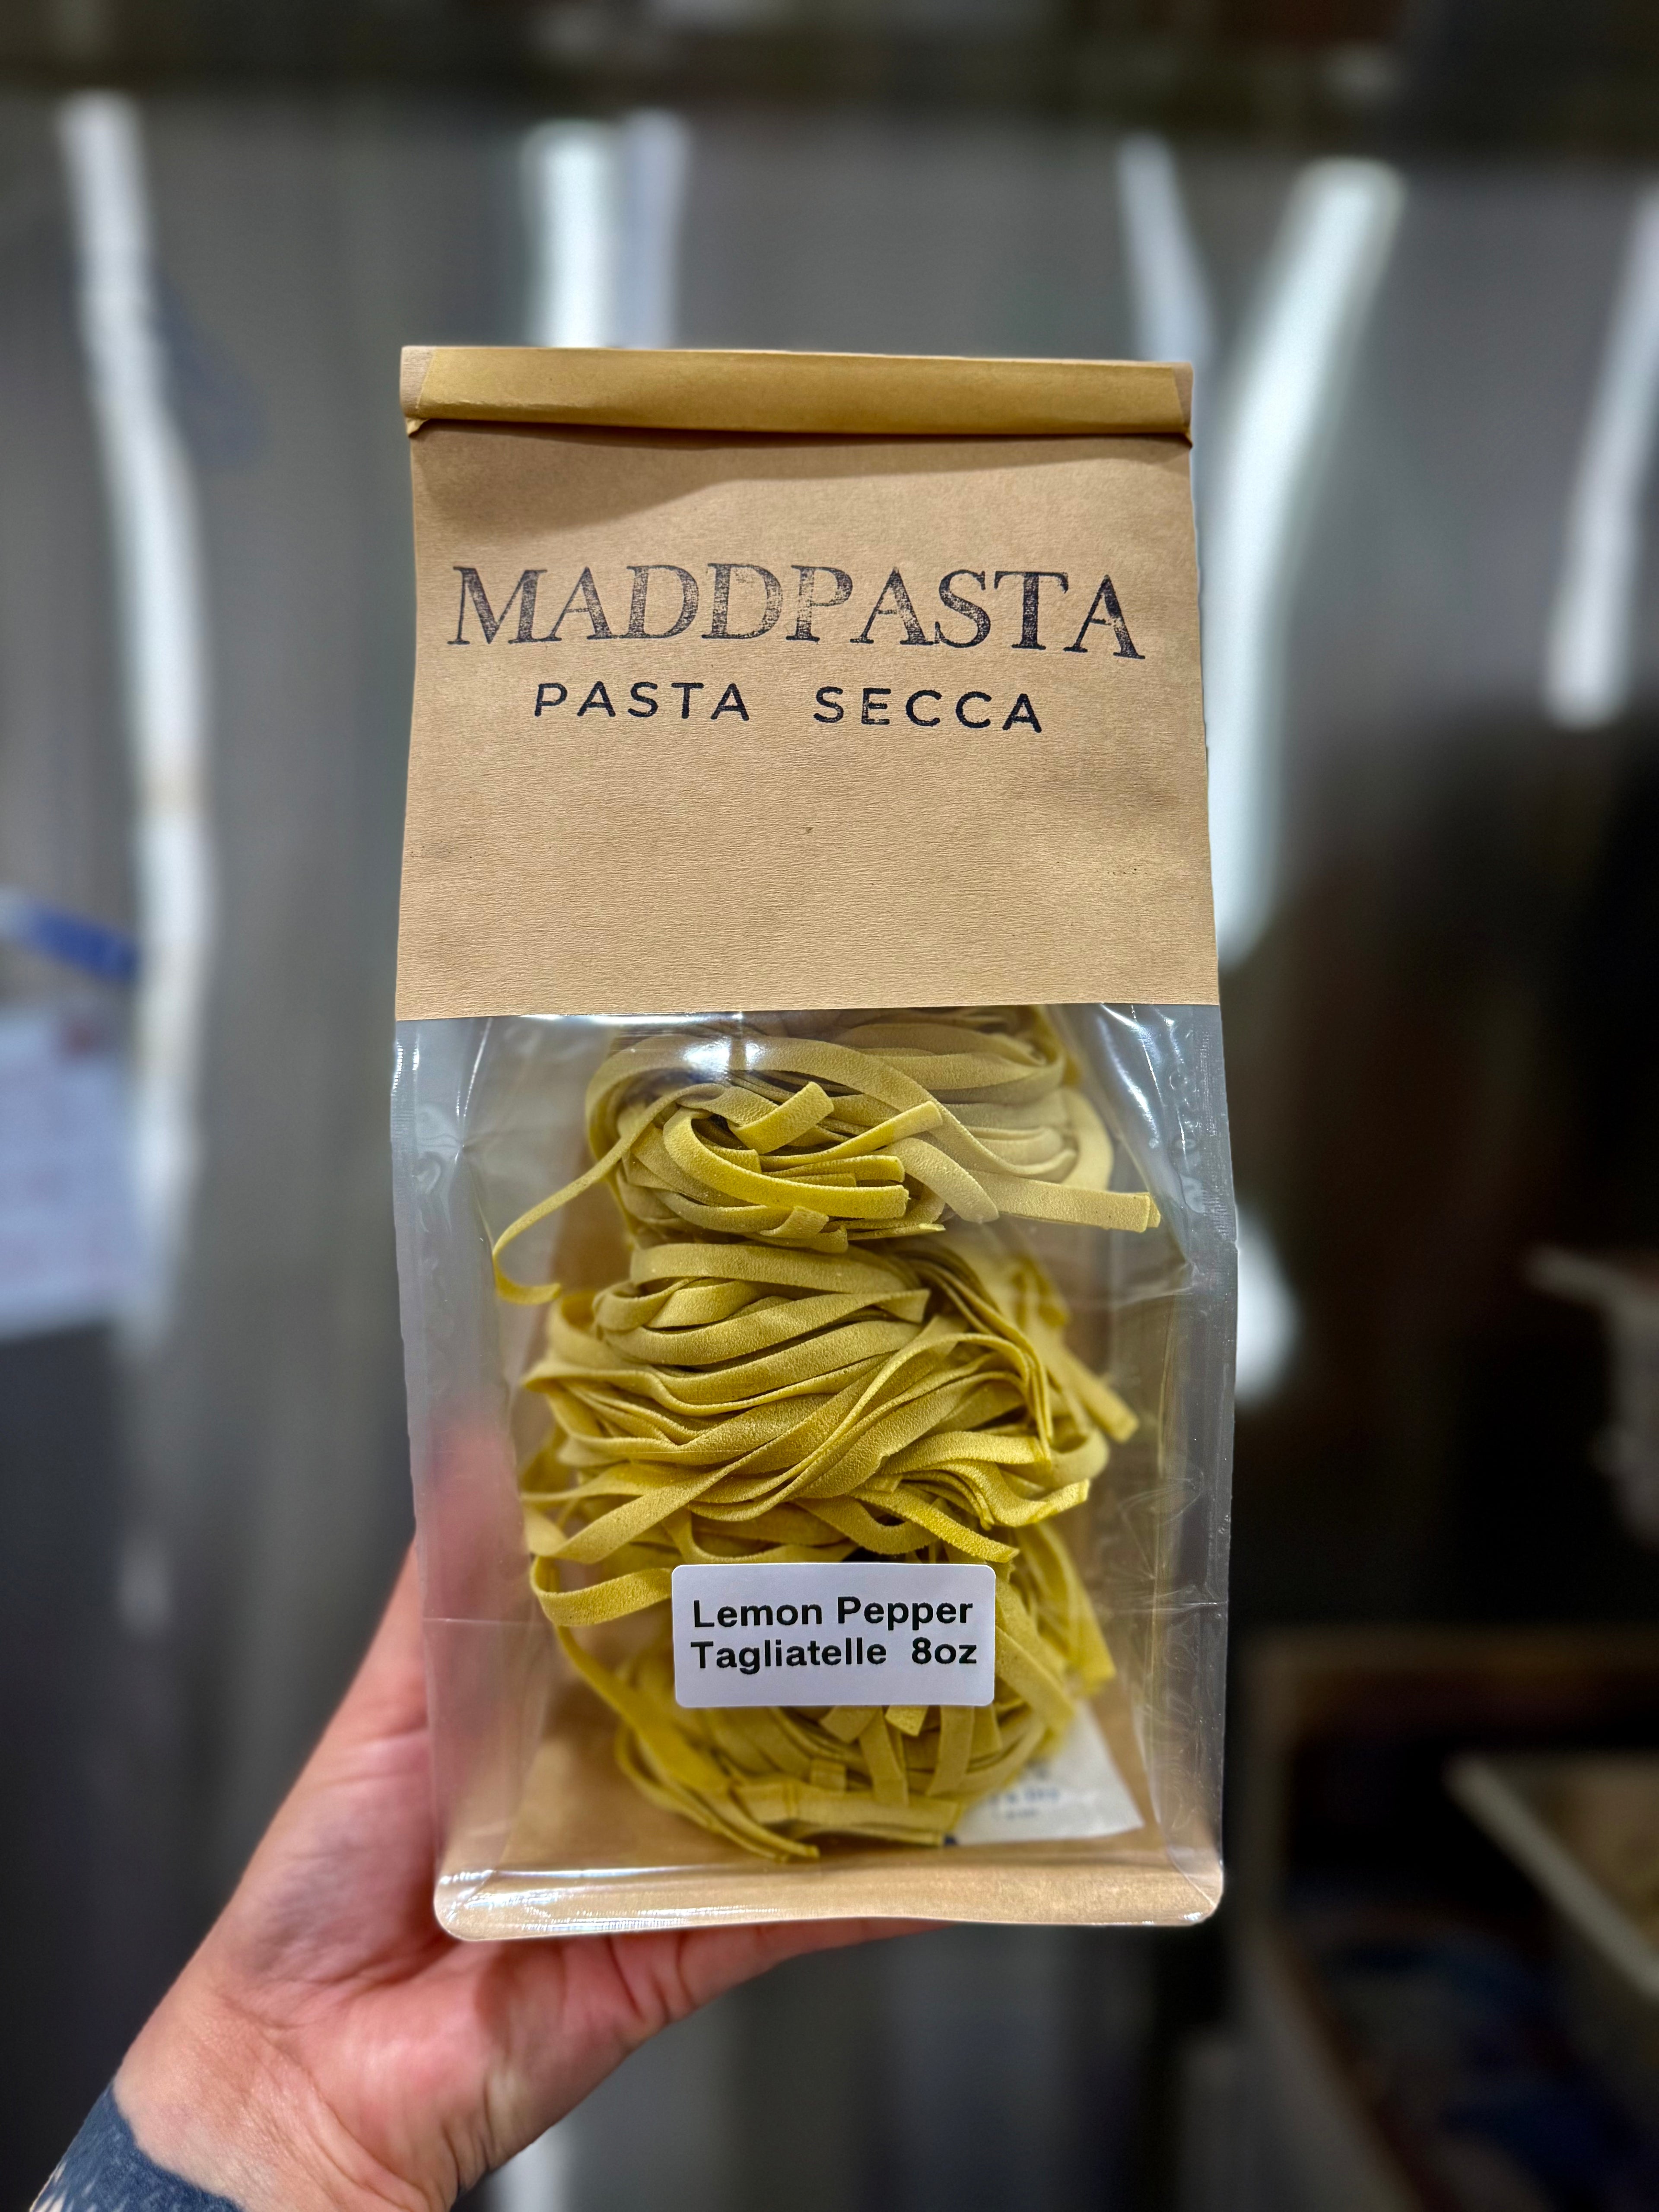 MADDPASTA
PASTA SECCA
Lemon Pepper
Tagliatelle 8oz